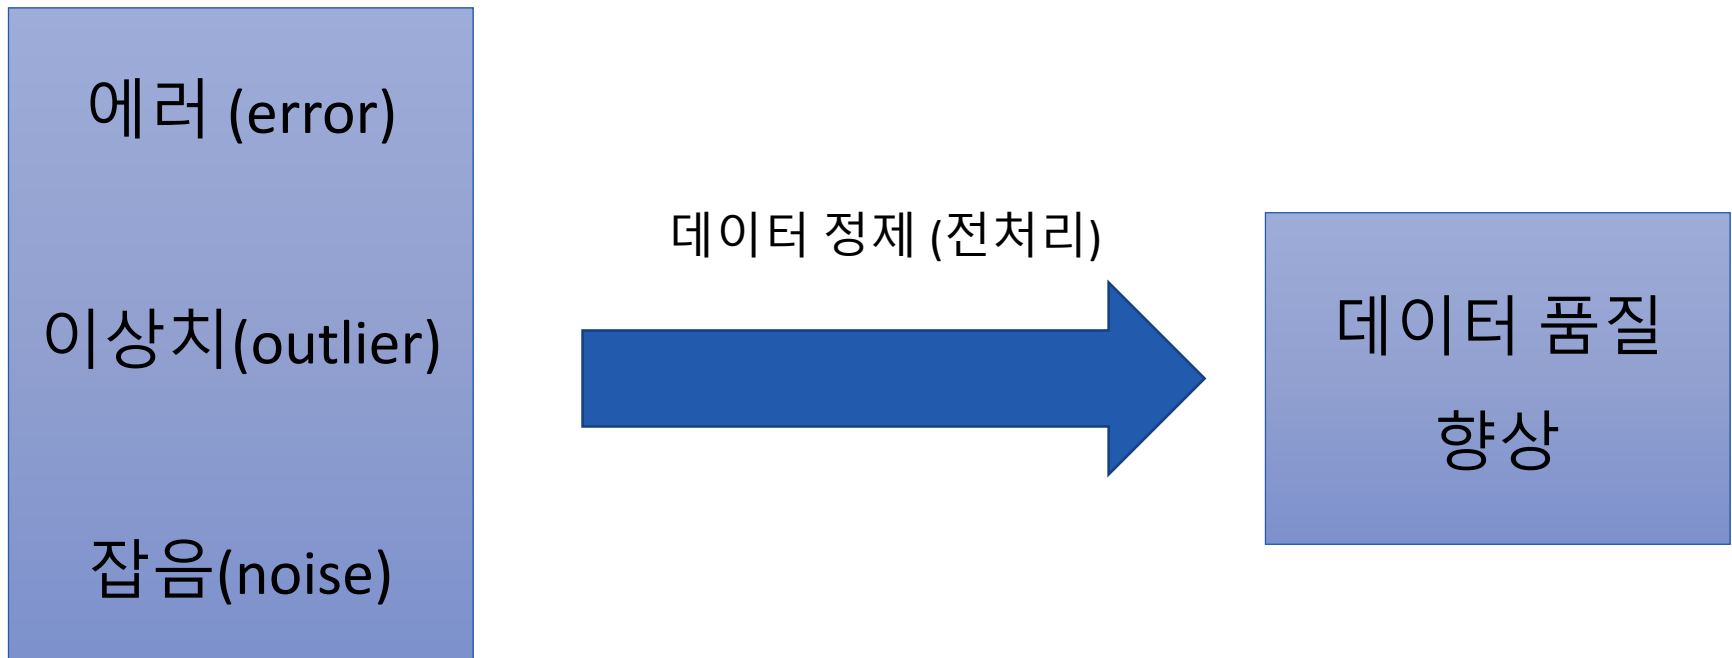 에러 (error)
이상치(outlier)
잡음(noise)
데이터 정제 (전처리)
데이터 품질
향상